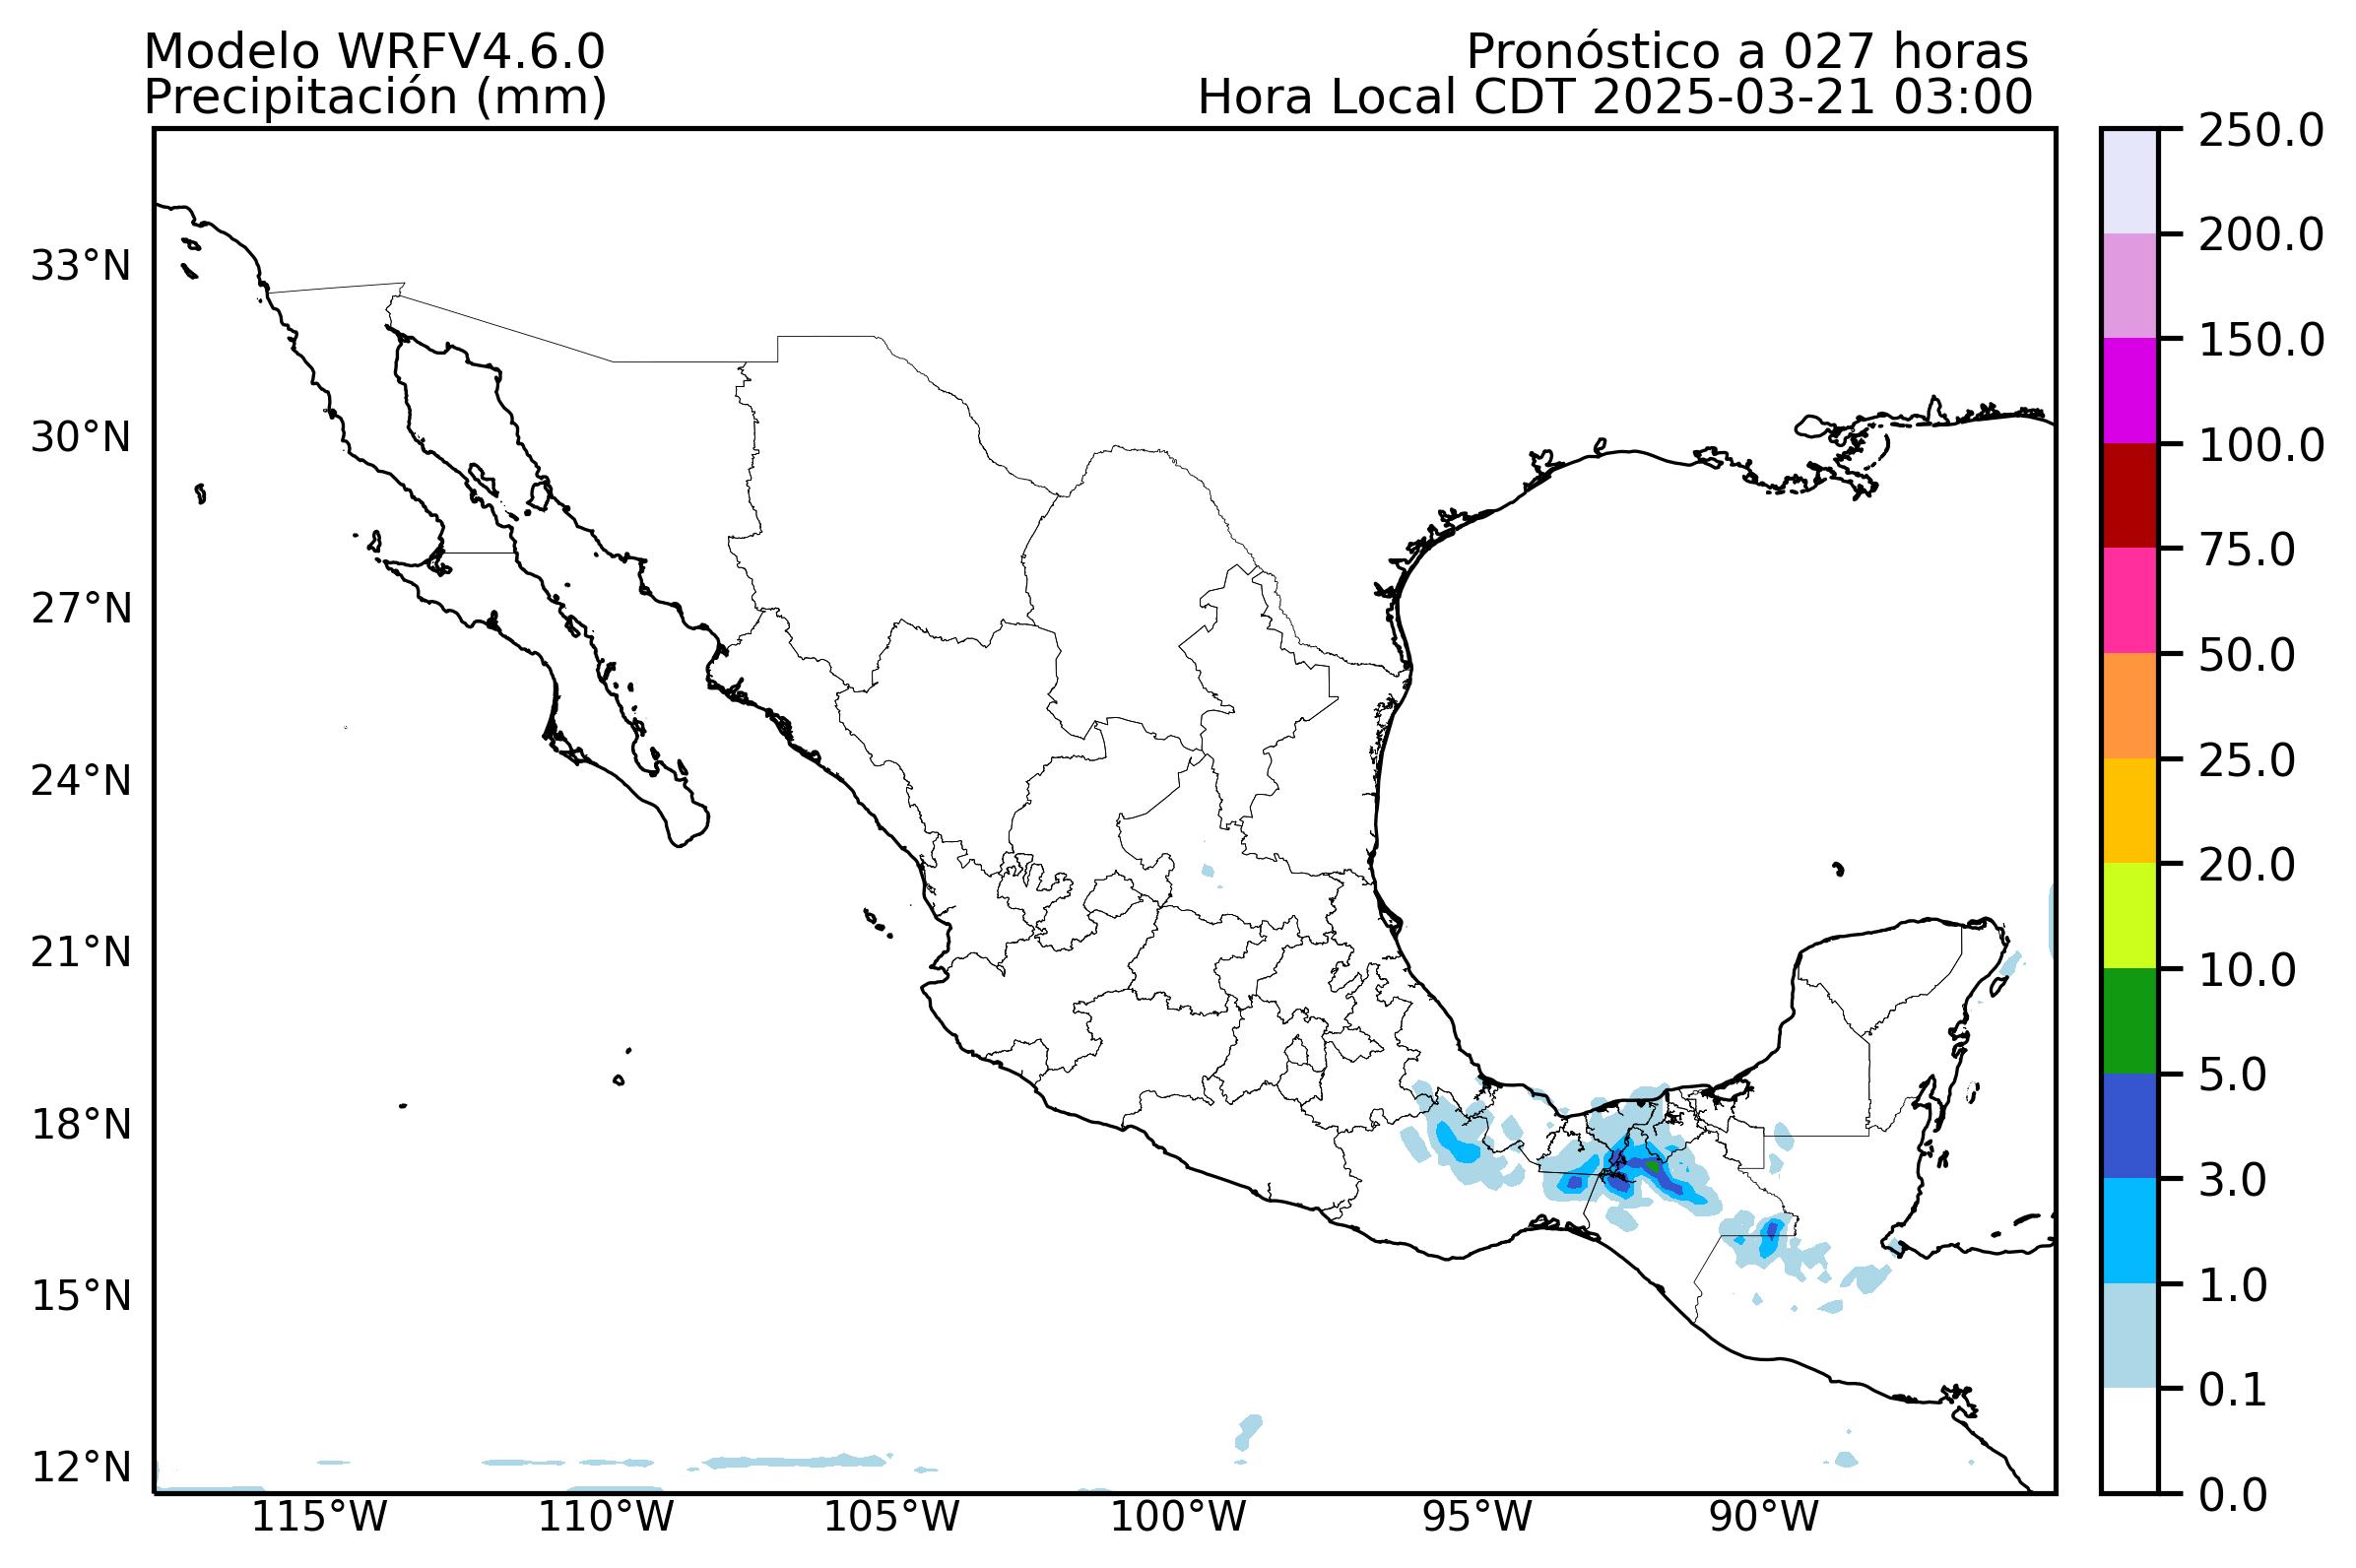 Modelo WRFV4.6.0
Precipitación (mm)
Pronóstico a 027 horas
Hora Local CDT 2025-03-21 03:00
33°N
30°N
27°N
24°N
21°N
18°N
15°N
12°N
115°W
110°W
105°W
100°W
95°W
90°W
250.0
200.0
150.0
100.0
75.0
50.0
25.0
20.0
10.0
5.0
3.0
1.0
0.1
0.0